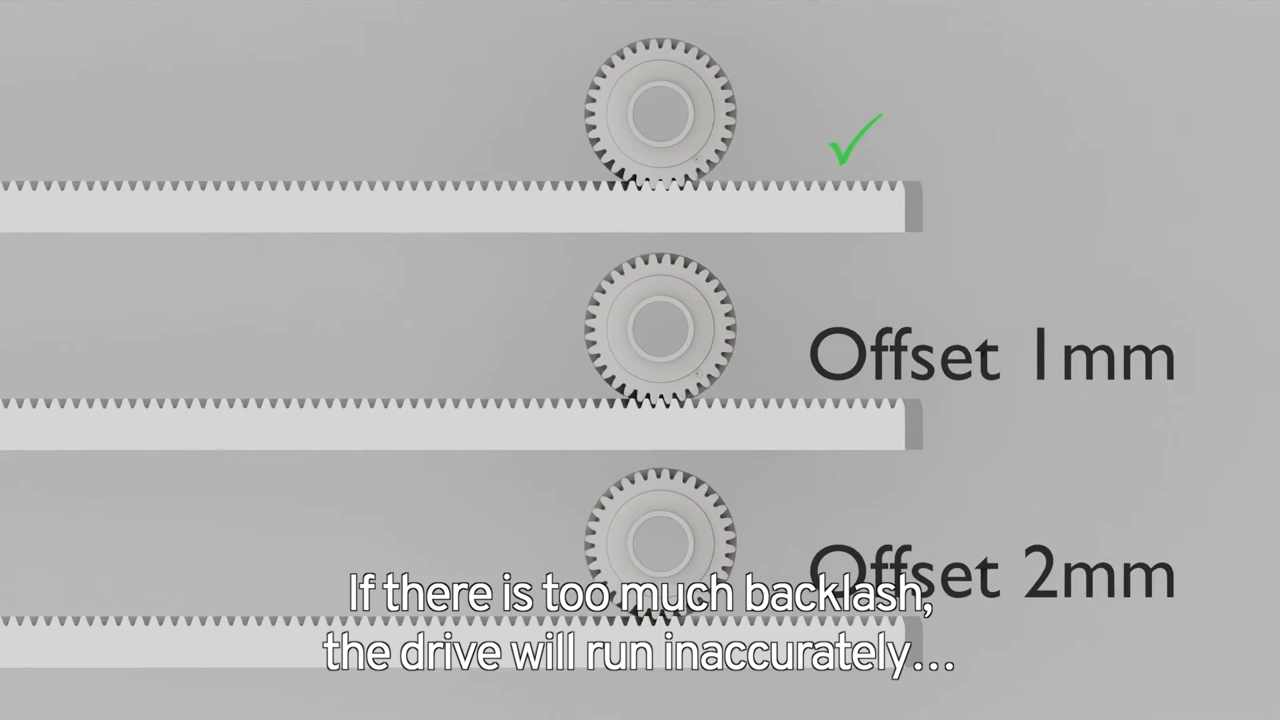 Offset 1mm
Offset 2mm
If there is too much backlash,
the drive will run inaccurately...